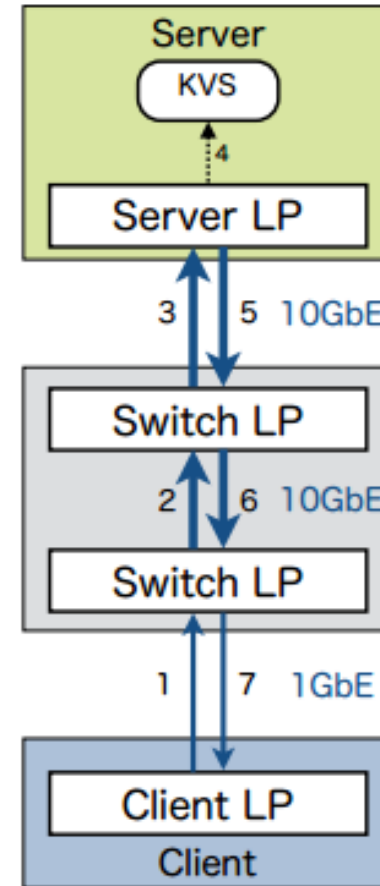 Server
KVS
4
Server LP
3 5 10GbE
Switch LP
2 6 10GbE
Switch LP
1 7 1GbE
Client LP
Client